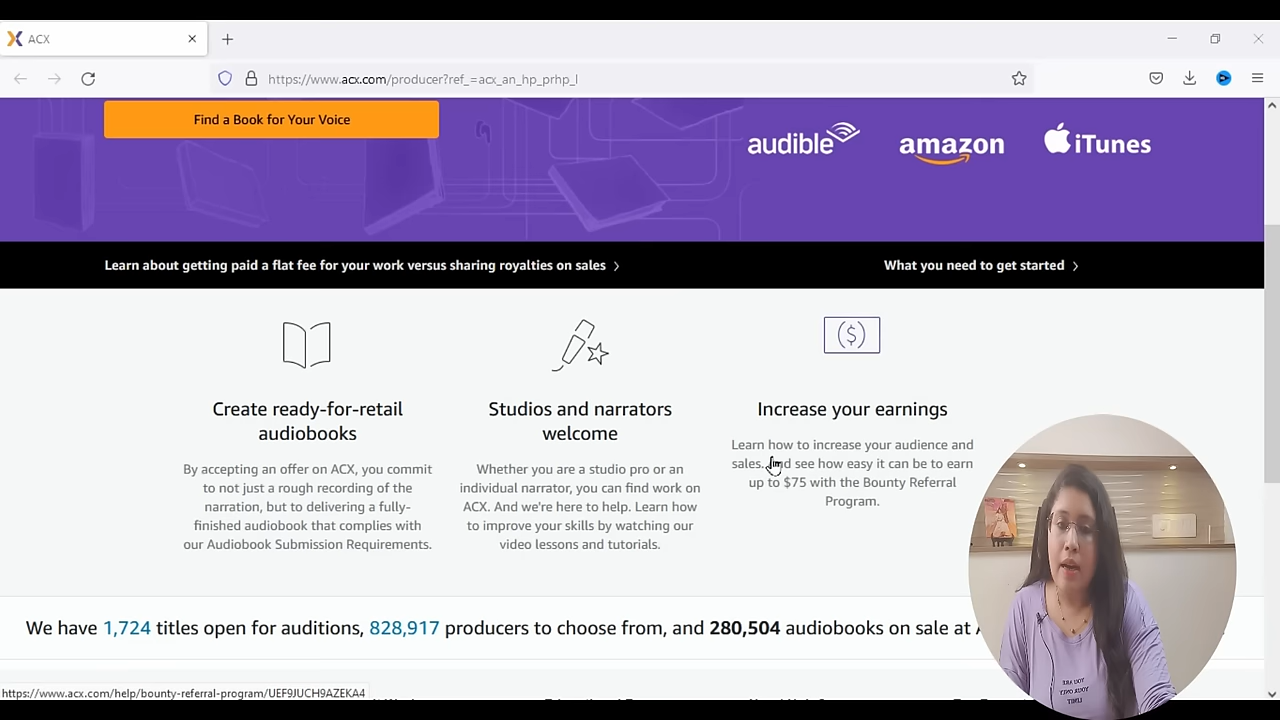 ACX
https://www.acx.com/producer?ref_=acx_an_hp_prhp_l
Find a Book for Your Voice
audible
amazon
iTunes
Learn about getting paid a flat fee for your work versus sharing royalties on sales
What you need to get started
Create ready-for-retail
audiobooks
By accepting an offer on ACX, you commit
to not just a rough recording of the
narration, but to delivering a fully-
finished audiobook that complies with
our Audiobook Submission Requirements.
Studios and narrators
welcome
Whether you are a studio pro or an
individual narrator, you can find work on
ACX. And we're here to help. Learn how
to improve your skills by watching our
video lessons and tutorials.
Increase your earnings
Learn how to increase your audience and
sales. And see how easy it can be to earn
up to $75 with the Bounty Referral
Program.
We have 1,724 titles open for auditions, 828,917 producers to choose from, and 280,504 audiobooks on sale at
https://www.acx.com/help/bounty-referral-program/UEF9JUCH9AZEKA4
YOU ARE
YOUR ONLY
LIMIT